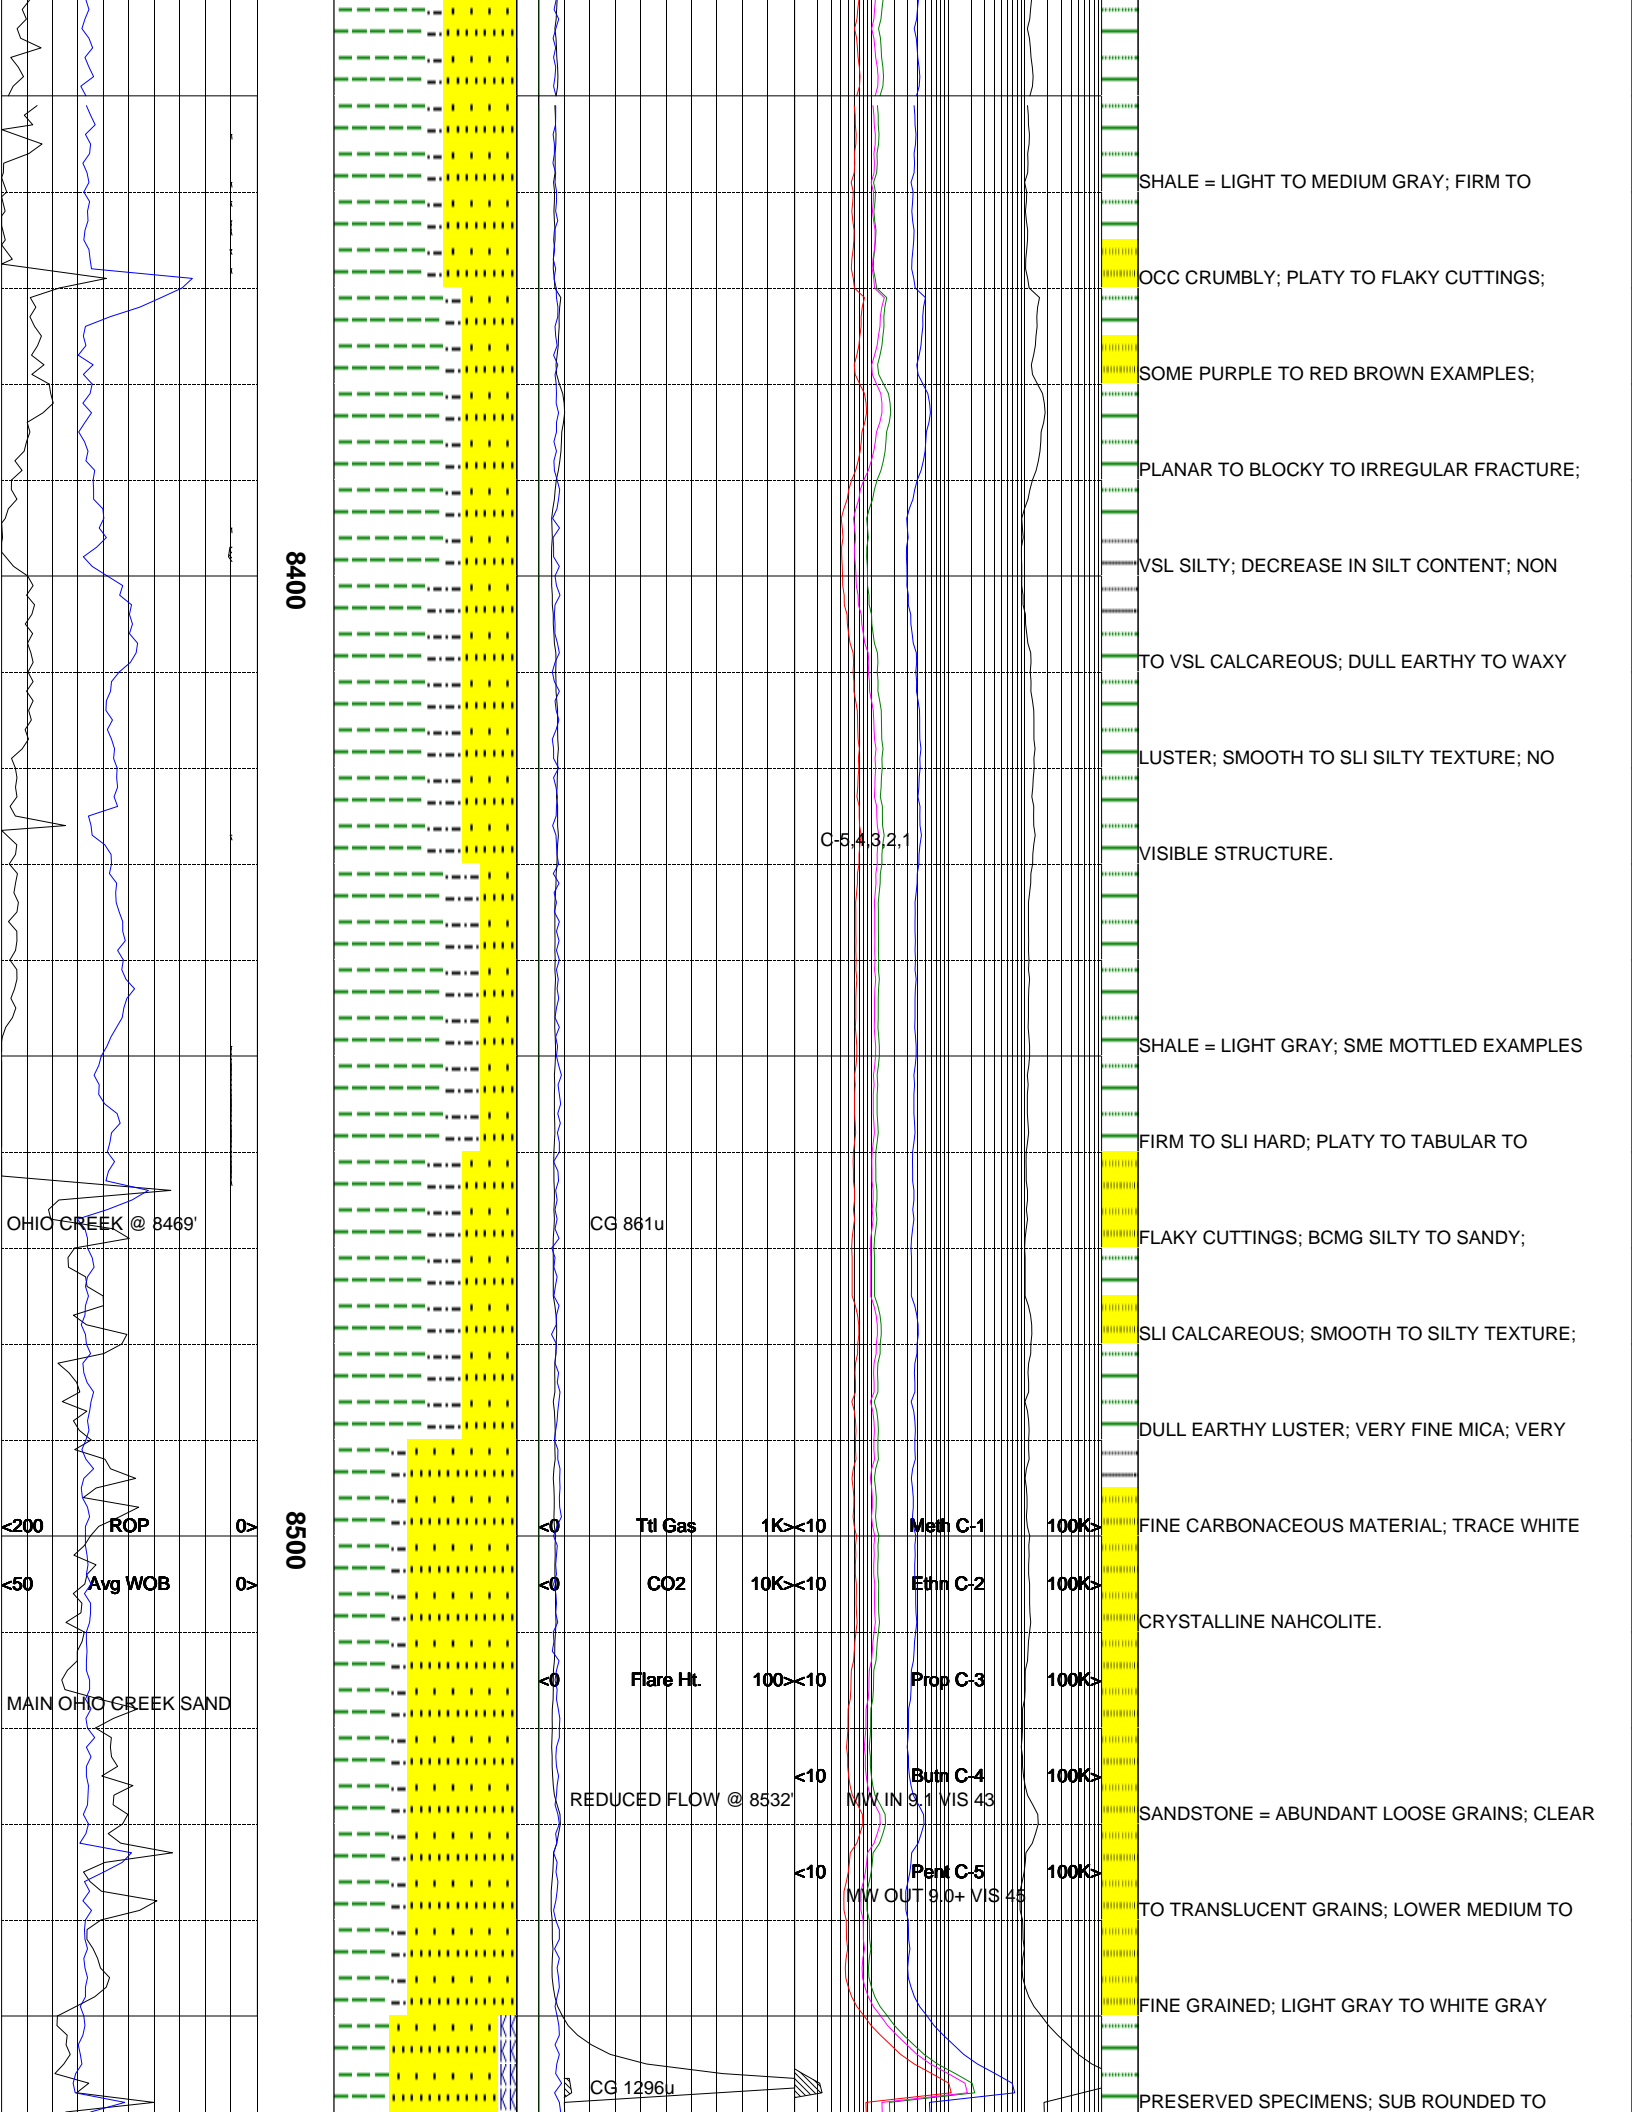 SHALE = LIGHT TO MEDIUM GRAY; FIRM TO
OCC CRUMBLY; PLATY TO FLAKY CUTTINGS;
SOME PURPLE TO RED BROWN EXAMPLES;
PLANAR TO BLOCKY TO IRREGULAR FRACTURE;
VSL SILTY; DECREASE IN SILT CONTENT; NON
8400
TO VSL CALCAREOUS; DULL EARTHY TO WAXY
LUSTER; SMOOTH TO SLI SILTY TEXTURE; NO
C-5,4,3,2,1
VISIBLE STRUCTURE.
SHALE = LIGHT GRAY; SME MOTTLED EXAMPLES
FIRM TO SLI HARD; PLATY TO TABULAR TO
OHIO CREEK @ 8469'
CG 861u
FLAKY CUTTINGS; BCMG SILTY TO SANDY;
SLI CALCAREOUS; SMOOTH TO SILTY TEXTURE;
DULL EARTHY LUSTER; VERY FINE MICA; VERY
<200 ROP 0>
8500
<0 Ttl Gas 1K>
<10 Meth C-1 100K>
FINE CARBONACEOUS MATERIAL; TRACE WHITE
<50 Avg WOB 0>
<0 CO2 10K>
<10 Ethn C-2 100K>
CRYSTALLINE NAHCOLITE.
<0 Flare Ht. 100>
<10 Prop C-3 100K>
MAIN OHIO CREEK SAND
<10 Butn C-4 100K>
REDUCED FLOW @ 8532'
MW IN 9.1 VIS 43
SANDSTONE = ABUNDANT LOOSE GRAINS; CLEAR
<10 Pent C-5 100K>
MW OUT 9.0+ VIS 45
TO TRANSLUCENT GRAINS; LOWER MEDIUM TO
FINE GRAINED; LIGHT GRAY TO WHITE GRAY
CG 1296u
PRESERVED SPECIMENS; SUB ROUNDED TO